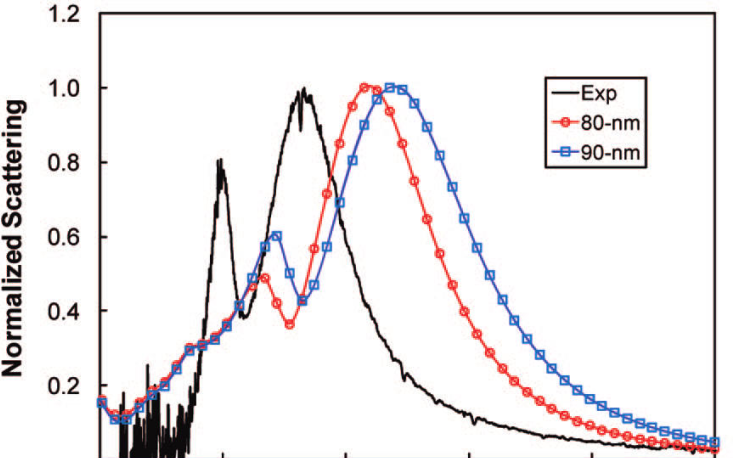 1.2
1.0
0.8
0.6
0.4
0.2
Normalized Scattering
Exp
80-nm
90-nm